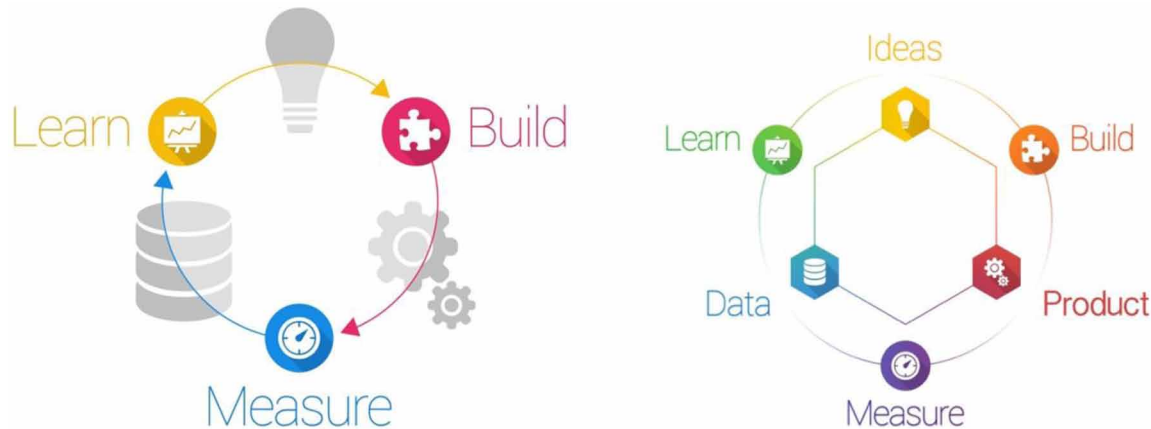 Learn
Build
Measure
Ideas
Learn
Build
Data
Product
Measure